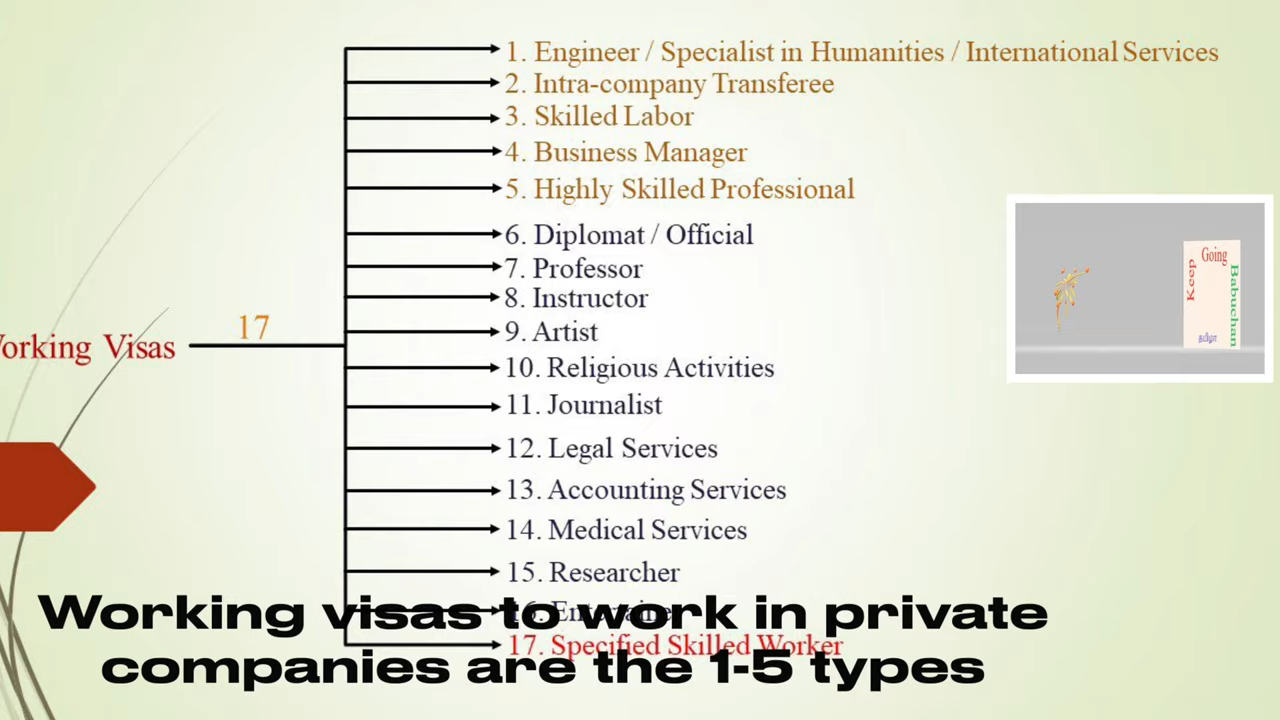 1. Engineer / Specialist in Humanities / International Services
2. Intra-company Transferee
3. Skilled Labor
4. Business Manager
5. Highly Skilled Professional
6. Diplomat / Official
7. Professor
8. Instructor
9. Artist
10. Religious Activities
11. Journalist
12. Legal Services
13. Accounting Services
14. Medical Services
15. Researcher
16. Entertainer
17. Specified Skilled Worker
orking Visas
17
Keep
Going
Babuchan
தமிழா
Working visas to work in private
companies are the 1-5 types